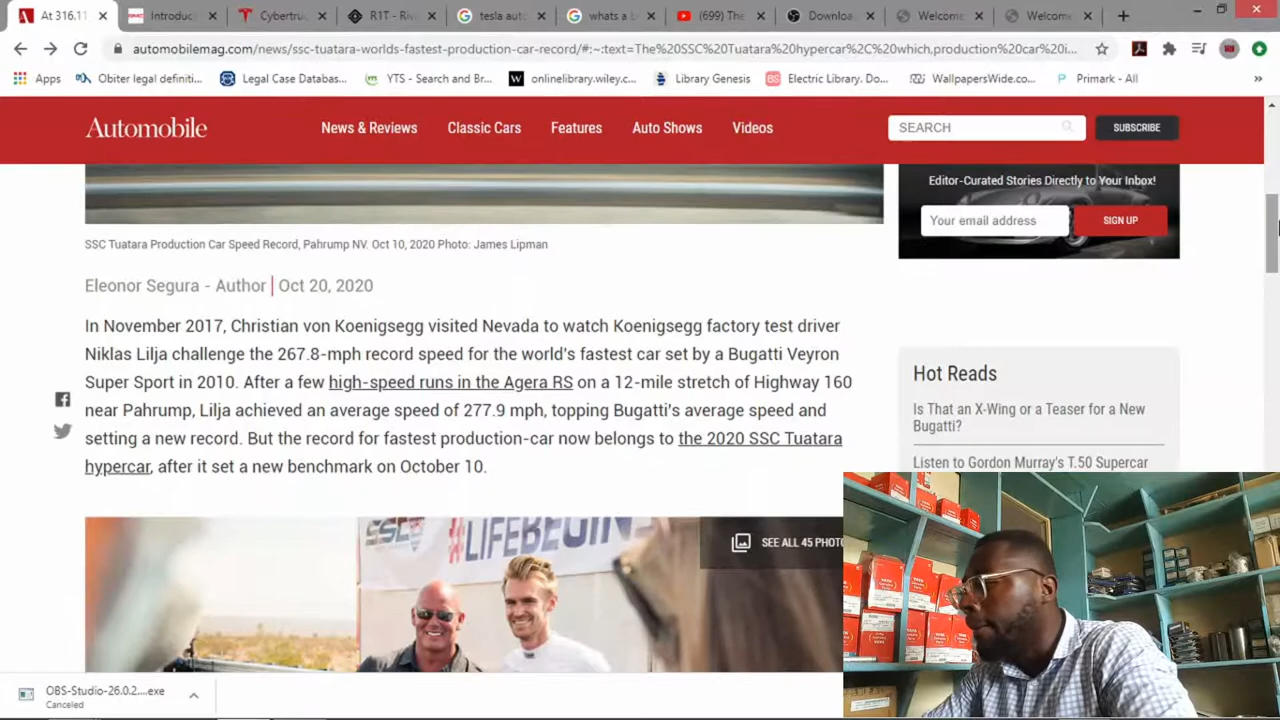 At 316.11
Introduc
Cybertruc
R1T - Riv
tesla auto
whats a b
(699) The
Downloa
Welcome
Welcome
automobilemag.com/news/ssc-tuatara-worlds-fastest-production-car-record/#:~:text=The%20SSC%20Tuatara%20hypercar%2C%20which,production%20car%20i...
Apps
Obiter legal definiti...
Legal Case Databas...
YTS - Search and Br...
onlinelibrary.wiley.c...
Library Genesis
Electric Library. Do...
WallpapersWide.co...
Primark - All
»
Automobile
News & Reviews
Classic Cars
Features
Auto Shows
Videos
SEARCH
SUBSCRIBE
Editor-Curated Stories Directly to Your Inbox!
Your email address
SIGN UP
SSC Tuatara Production Car Speed Record, Pahrump NV. Oct 10, 2020 Photo: James Lipman
Eleonor Segura - Author | Oct 20, 2020
In November 2017, Christian von Koenigsegg visited Nevada to watch Koenigsegg factory test driver
Niklas Lilja challenge the 267.8-mph record speed for the world's fastest car set by a Bugatti Veyron
Super Sport in 2010. After a few high-speed runs in the Agera RS on a 12-mile stretch of Highway 160
near Pahrump, Lilja achieved an average speed of 277.9 mph, topping Bugatti's average speed and
setting a new record. But the record for fastest production-car now belongs to the 2020 SSC Tuatara
hypercar, after it set a new benchmark on October 10.
Hot Reads
Is That an X-Wing or a Teaser for a New
Bugatti?
Listen to Gordon Murray's T.50 Supercar
SSC
#LIFEBEGIN
SEE ALL 45 PHOTO
OBS-Studio-26.0.2....exe
Canceled